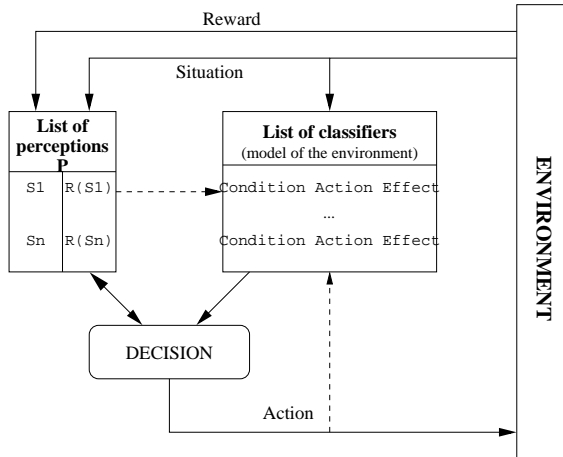 Reward
Situation
List of
perceptions
P
S1 R(S1)
Sn R(Sn)
List of classifiers
(model of the environment)
Condition Action Effect
...
Condition Action Effect
DECISION
Action
ENVIRONMENT